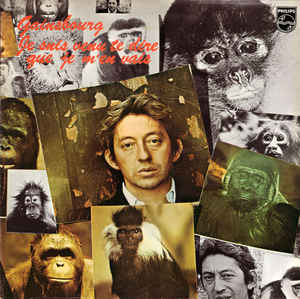 Gainsbourg
Je suis venu te dire
que je m'en vais
PHILIPS